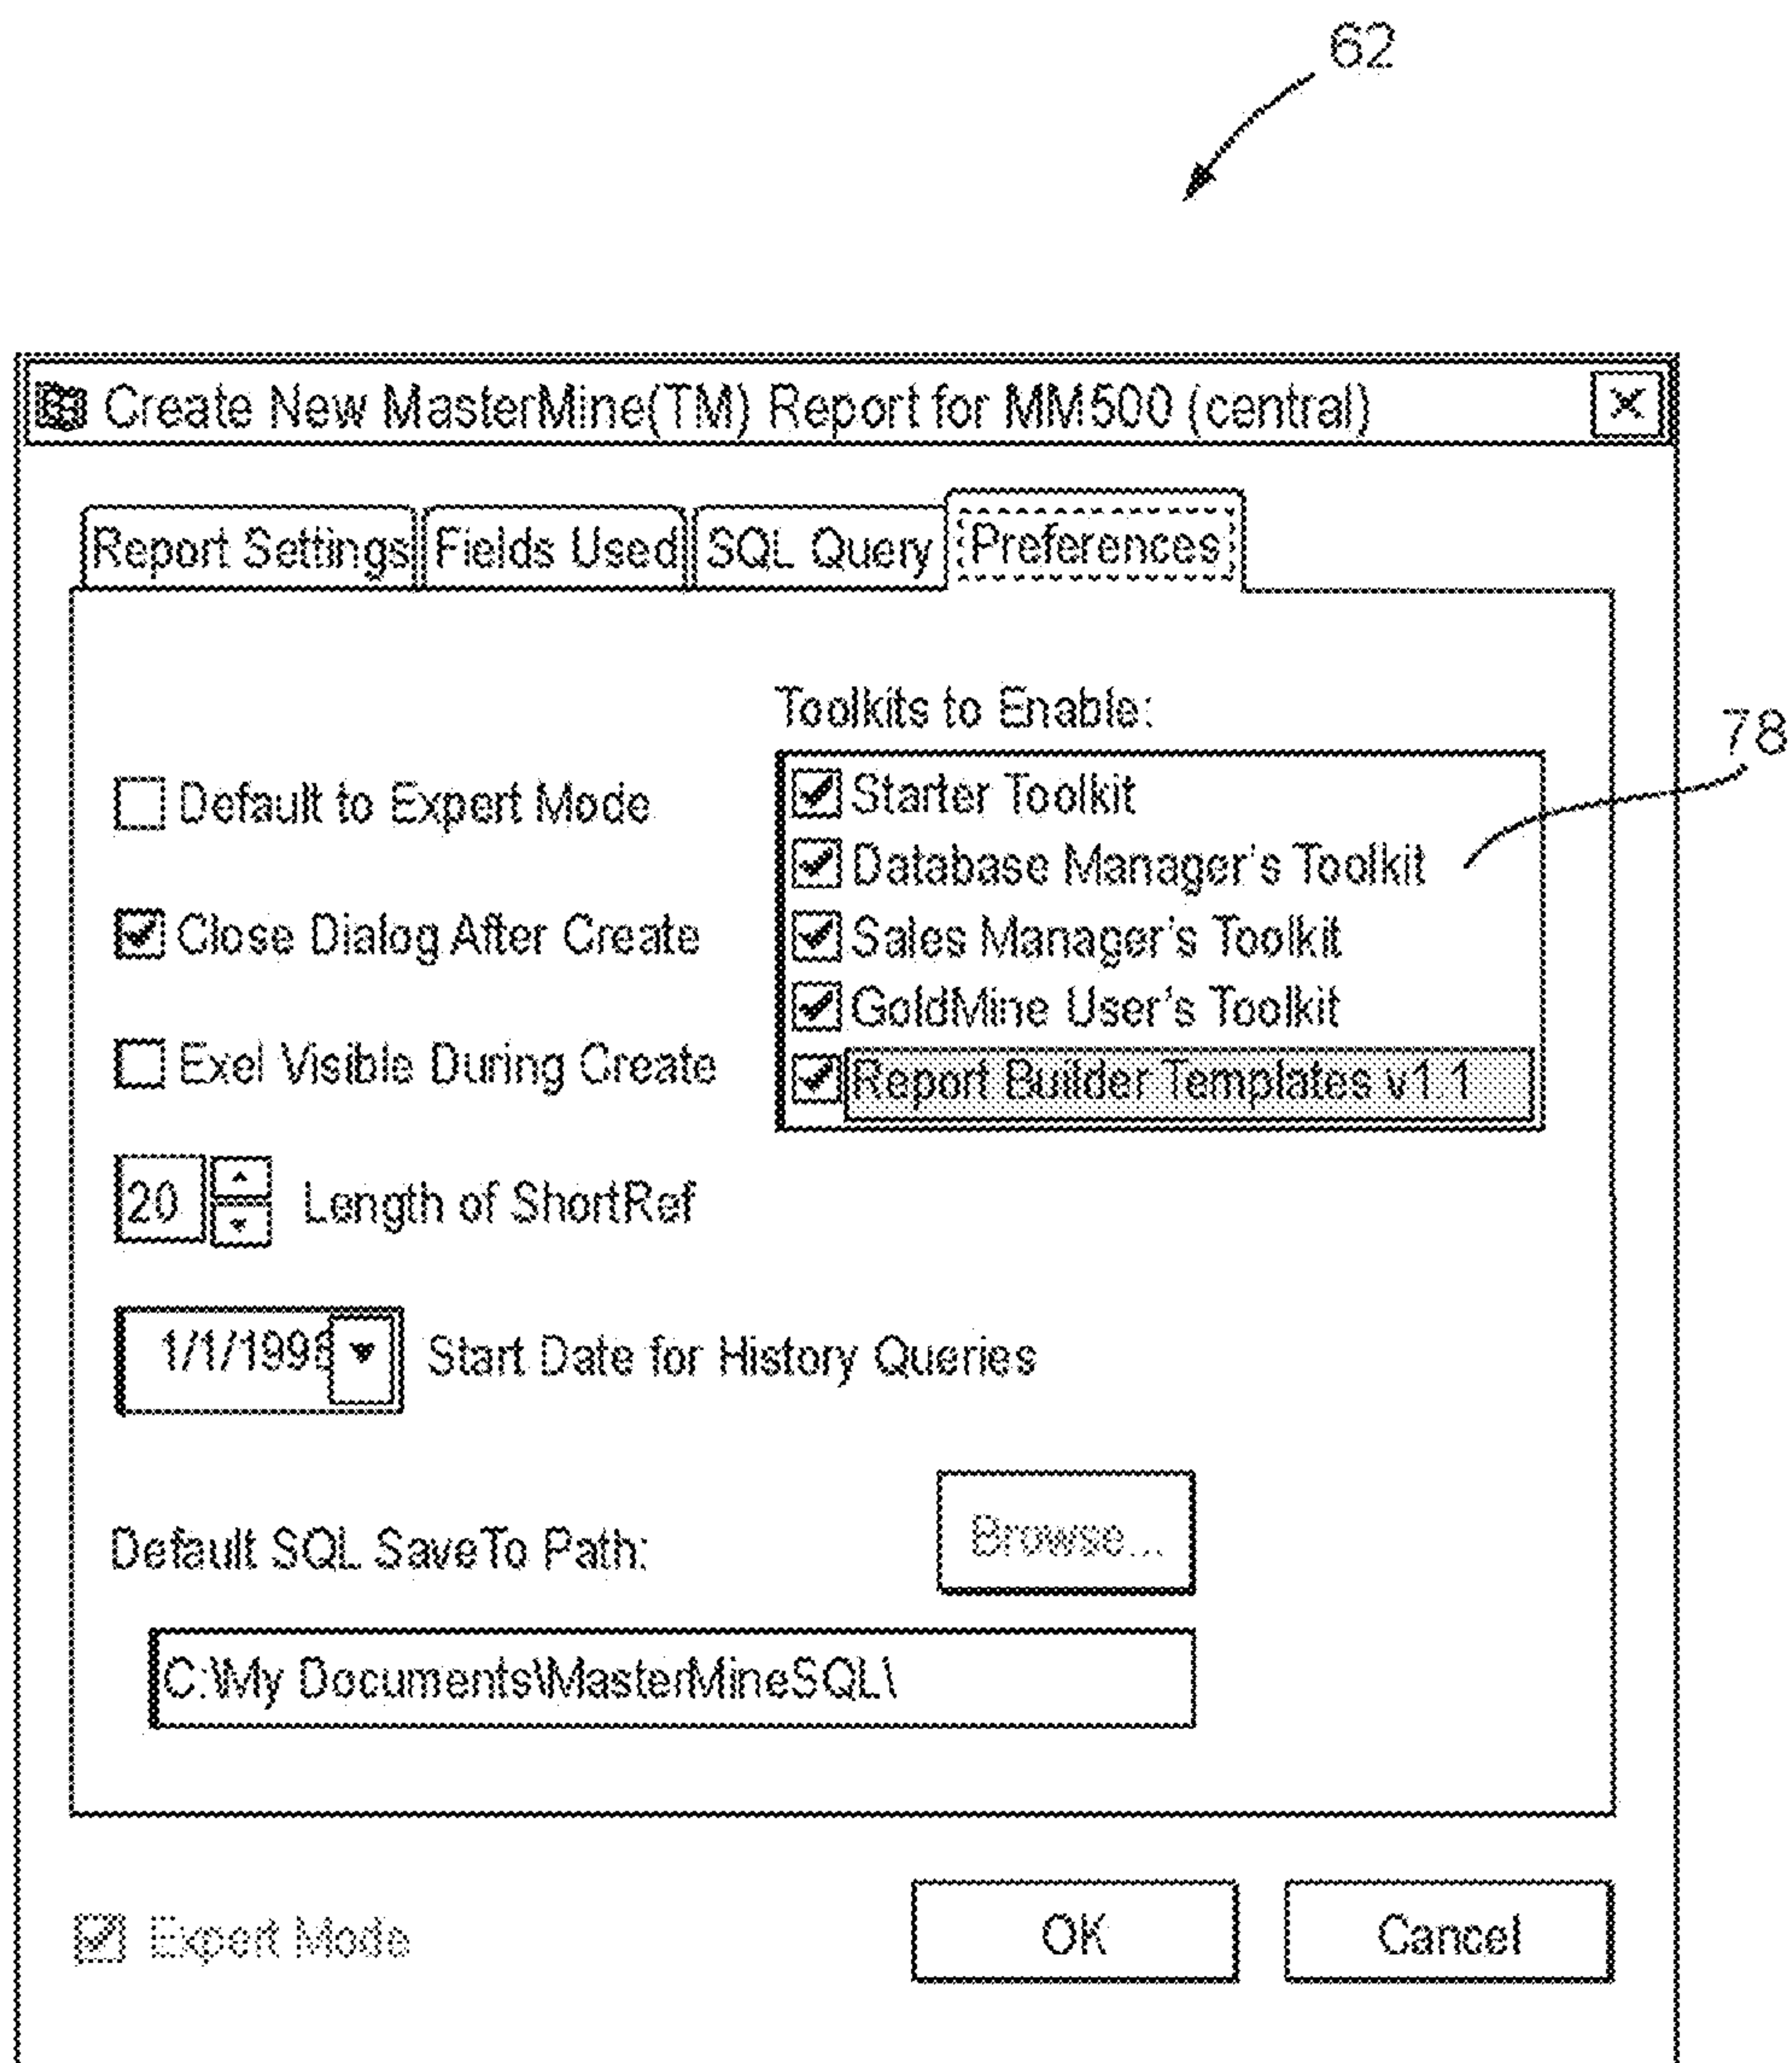 62
Create New MasterMine(TM) Report for MM500 (central)
Report Settings Fields Used SQL Query Preferences
Toolkits to Enable:
78
Default to Expert Mode
Close Dialog After Create
Exel Visible During Create
Starter Toolkit
Database Manager's Toolkit
Sales Manager's Toolkit
GoldMine User's Toolkit
Report Builder Templates v1.1
20 Length of ShortRef
Start Date for History Queries
Default SQL SaveTo Path:
Browse...
C:\My Documents\MasterMineSQL\
Expert Mode
OK
Cancel